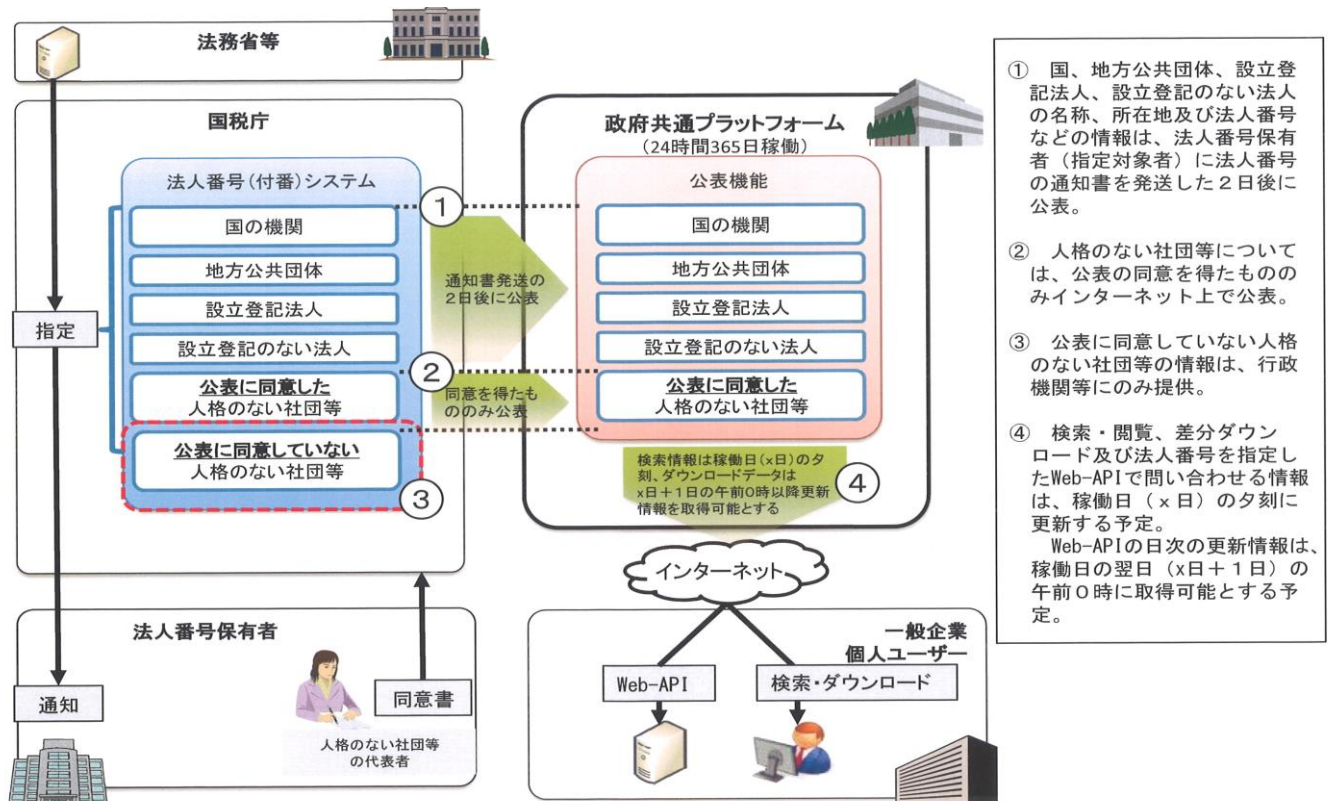 法務省等
国税庁
法人番号(付番)システム
国の機関
地方公共団体
設立登記法人
設立登記のない法人
公表に同意した
人格のない社団等
公表に同意していない
人格のない社団等
③
指定
①
通知書発送の
2日後に公表
②
同意を得たも
ののみ公表
政府共通プラットフォーム
(24時間365日稼働)
公表機能
国の機関
地方公共団体
設立登記法人
設立登記のない法人
公表に同意した
人格のない社団等
検索情報は稼働日(x日)の夕
刻、ダウンロードデータは
x日+1日の午前0時以降更新
情報を取得可能とする
④
インターネット
法人番号保有者
通知
同意書
人格のない社団等
の代表者
一般企業
個人ユーザー
Web-API
検索・ダウンロード
① 国、地方公共団体、設立登
記法人、設立登記のない法人
の名称、所在地及び法人番号
などの情報は、法人番号保有
者(指定対象者)に法人番号
の通知書を発送した2日後に
公表。
② 人格のない社団等について
は、公表の同意を得たものの
みインターネット上で公表。
③ 公表に同意していない人格
のない社団等の情報は、行政
機関等にのみ提供。
④ 検索・閲覧、差分ダウン
ロード及び法人番号を指定し
たWeb-APIで問い合わせる情報
は、稼働日(x日)の夕刻に
更新する予定。
Web-APIの日次の更新情報は、
稼働日の翌日(x日+1日)の
午前0時に取得可能とする予
定。